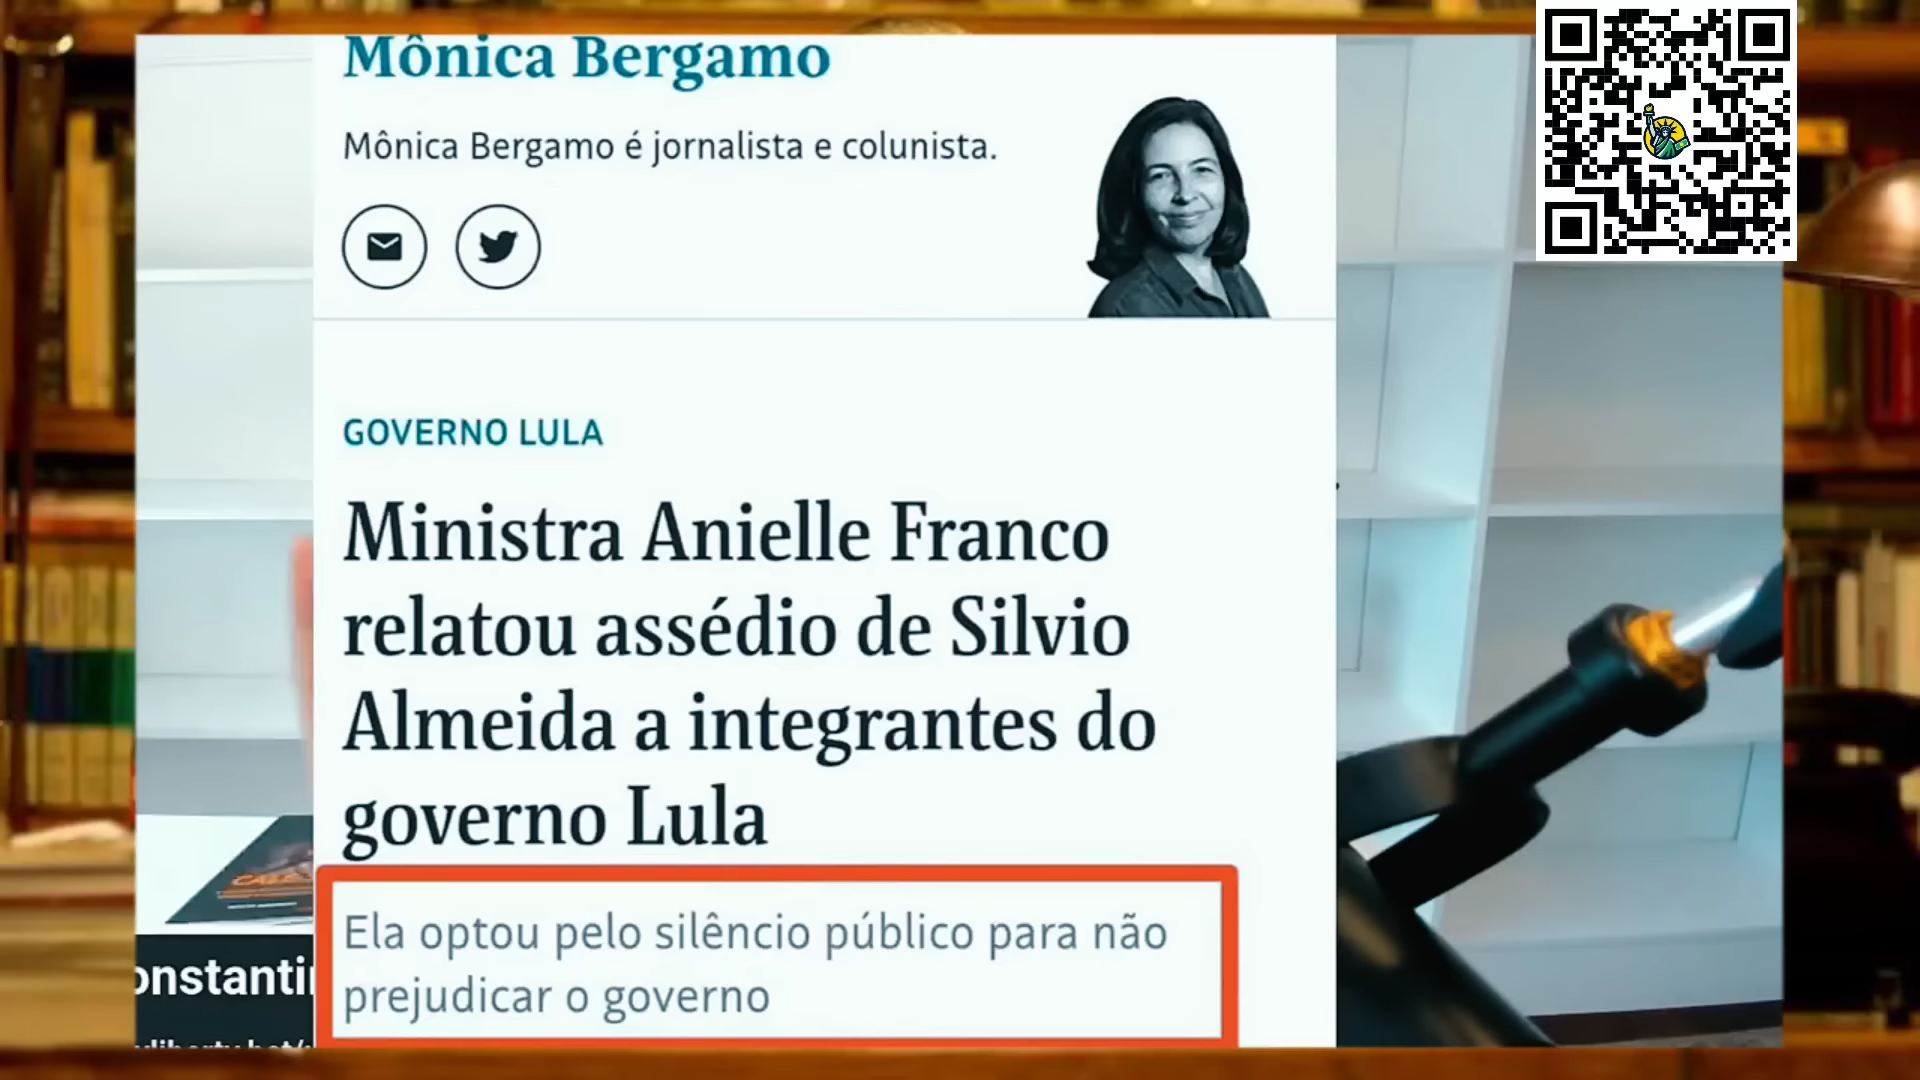 Mônica Bergamo
Mônica Bergamo é jornalista e colunista.
GOVERNO LULA
Ministra Anielle Franco
relatou assédio de Silvio
Almeida a integrantes do
governo Lula
Ela optou pelo silêncio público para não
prejudicar o governo